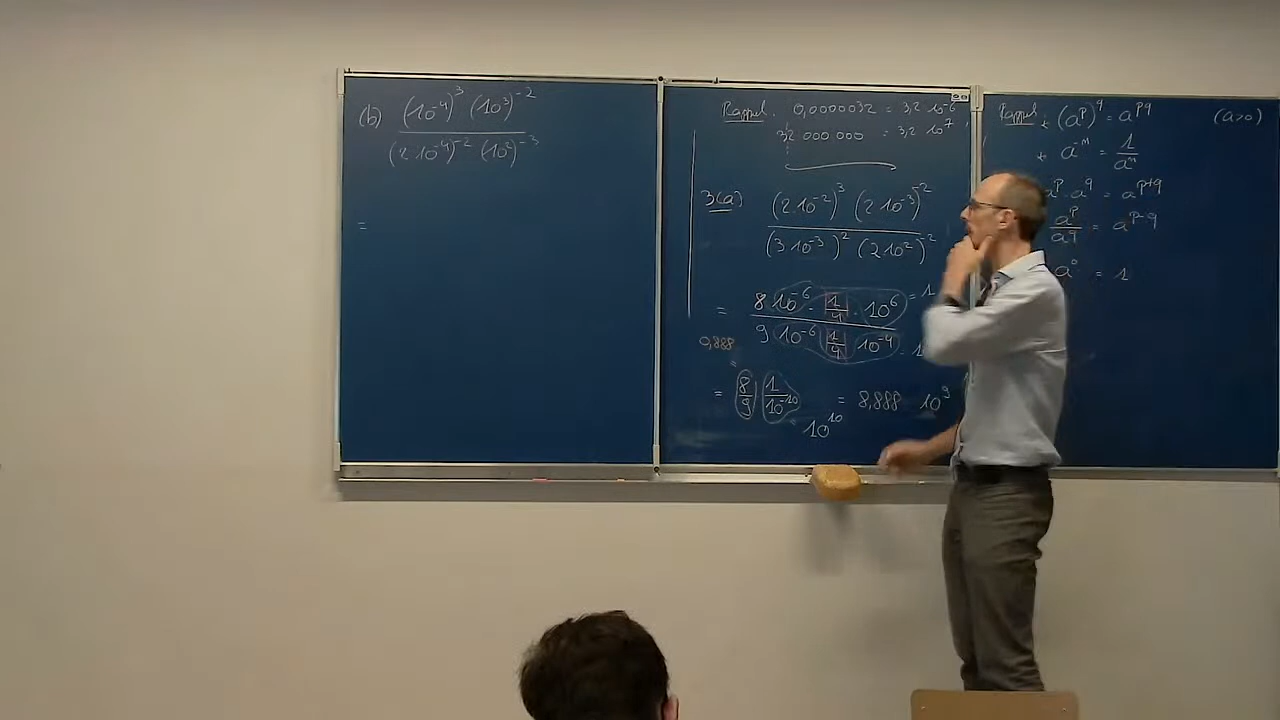 (b) (10⁻⁴)³ (10³)⁻²
(2 10⁻⁴)⁻² (10²)⁻³
=
Rappel. 0,0000032 = 3,2 10⁻⁶
32 000 000 = 3,2 10⁷
3(a) (2.10⁻²)³ (2 10⁻³)⁻²
(3 10⁻³)² (2 10²)⁻²
= 8 10⁻⁶ . 1/4 . 10⁶ = 1
9 10⁻⁶ 1/4 10⁻⁴
0,888
=
= 8/9 1/10⁻¹⁰ = 8,888 10⁹
10¹⁰
Rappel * (aᵖ)^q = a^pq (a>0)
* a⁻ᵐ = 1/aᵐ
aᵖ . a^q = a^p+q
aᵖ/a^q = a^p-q
a⁰ = 1